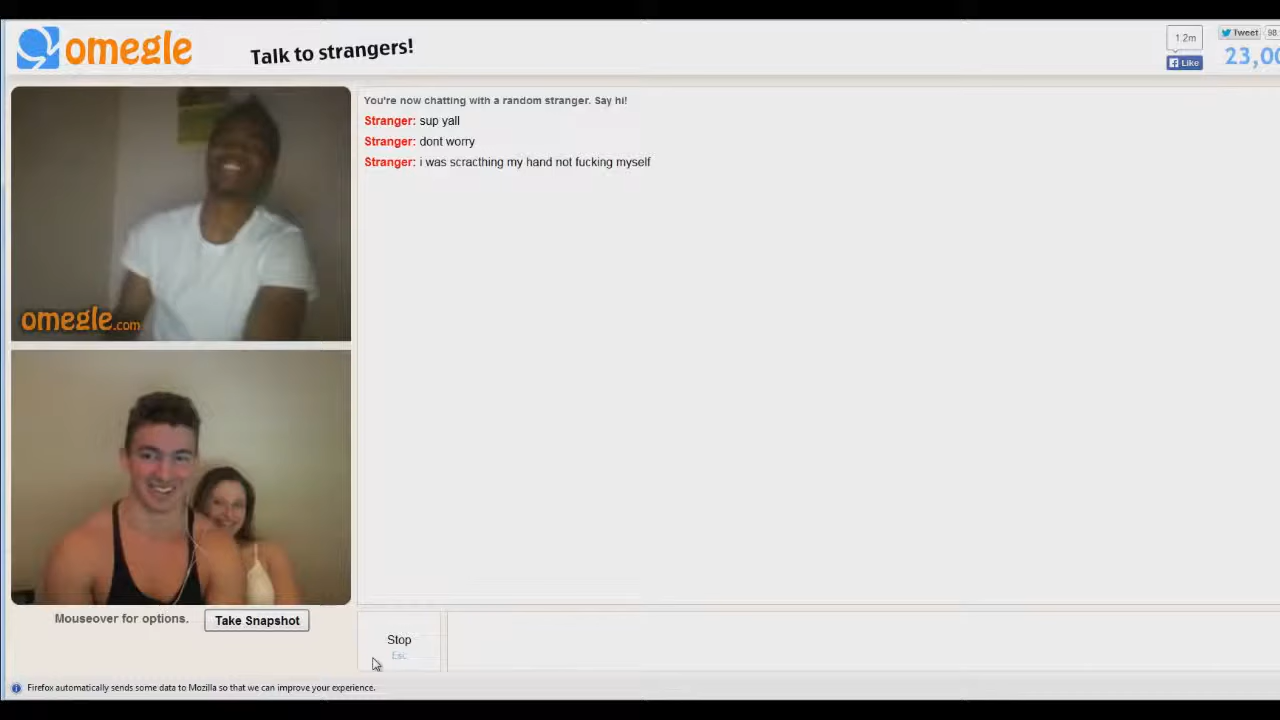 omegle
Talk to strangers!
1.2m
Like
Tweet
98
23,00
You're now chatting with a random stranger. Say hi!
Stranger: sup yall
Stranger: dont worry
Stranger: i was scracthing my hand not fucking myself
omegle.com
Mouseover for options.
Take Snapshot
Stop
Esc
Firefox automatically sends some data to Mozilla so that we can improve your experience.